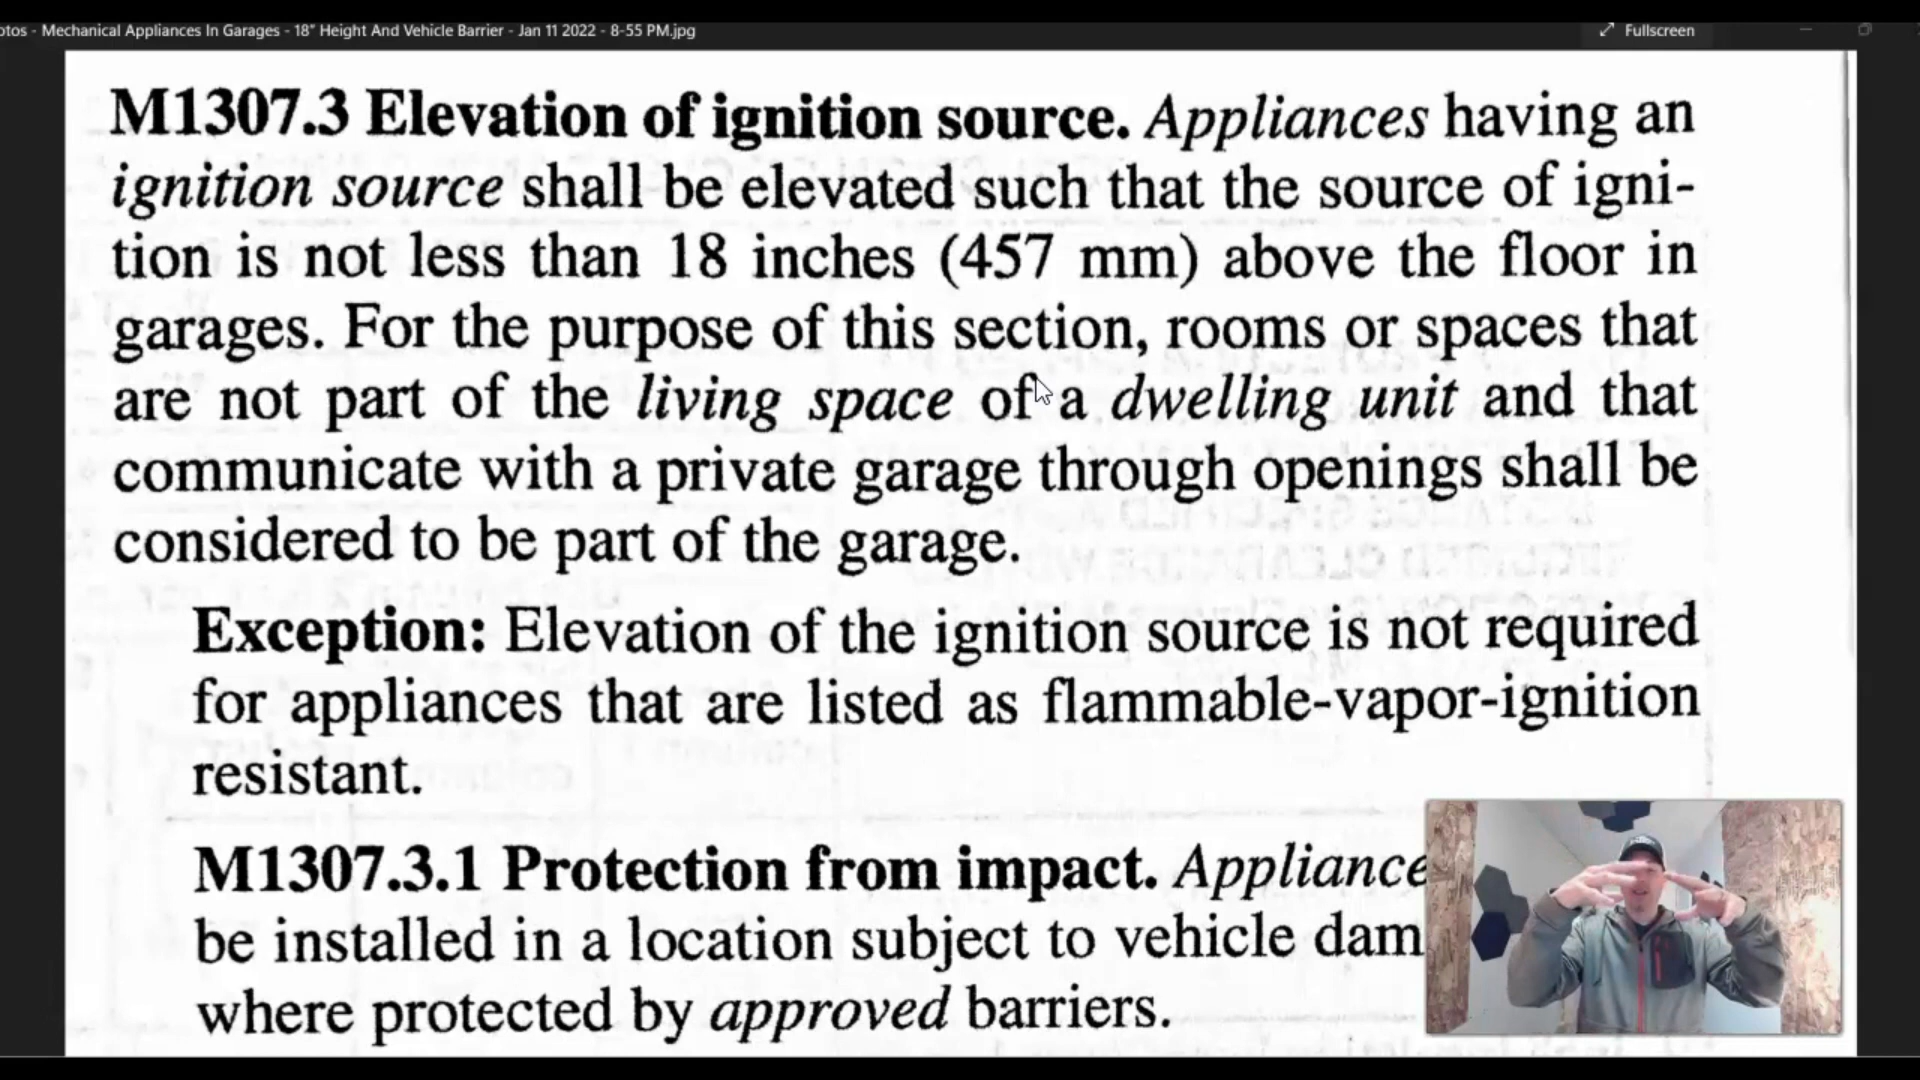 otos - Mechanical Appliances In Garages - 18" Height And Vehicle Barrier - Jan 11 2022 - 8-55 PM.jpg
Fullscreen
M1307.3 Elevation of ignition source. Appliances having an
ignition source shall be elevated such that the source of igni-
tion is not less than 18 inches (457 mm) above the floor in
garages. For the purpose of this section, rooms or spaces that
are not part of the living space of a dwelling unit and that
communicate with a private garage through openings shall be
considered to be part of the garage.
Exception: Elevation of the ignition source is not required
for appliances that are listed as flammable-vapor-ignition
resistant.
M1307.3.1 Protection from impact. Appliance
be installed in a location subject to vehicle dam
where protected by approved barriers.